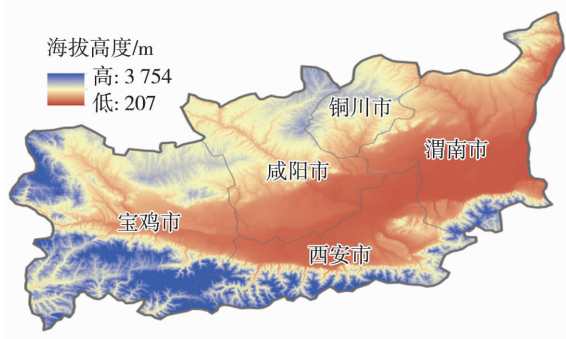 海拔高度/m
高: 3 754
低: 207
铜川市
渭南市
咸阳市
宝鸡市
西安市